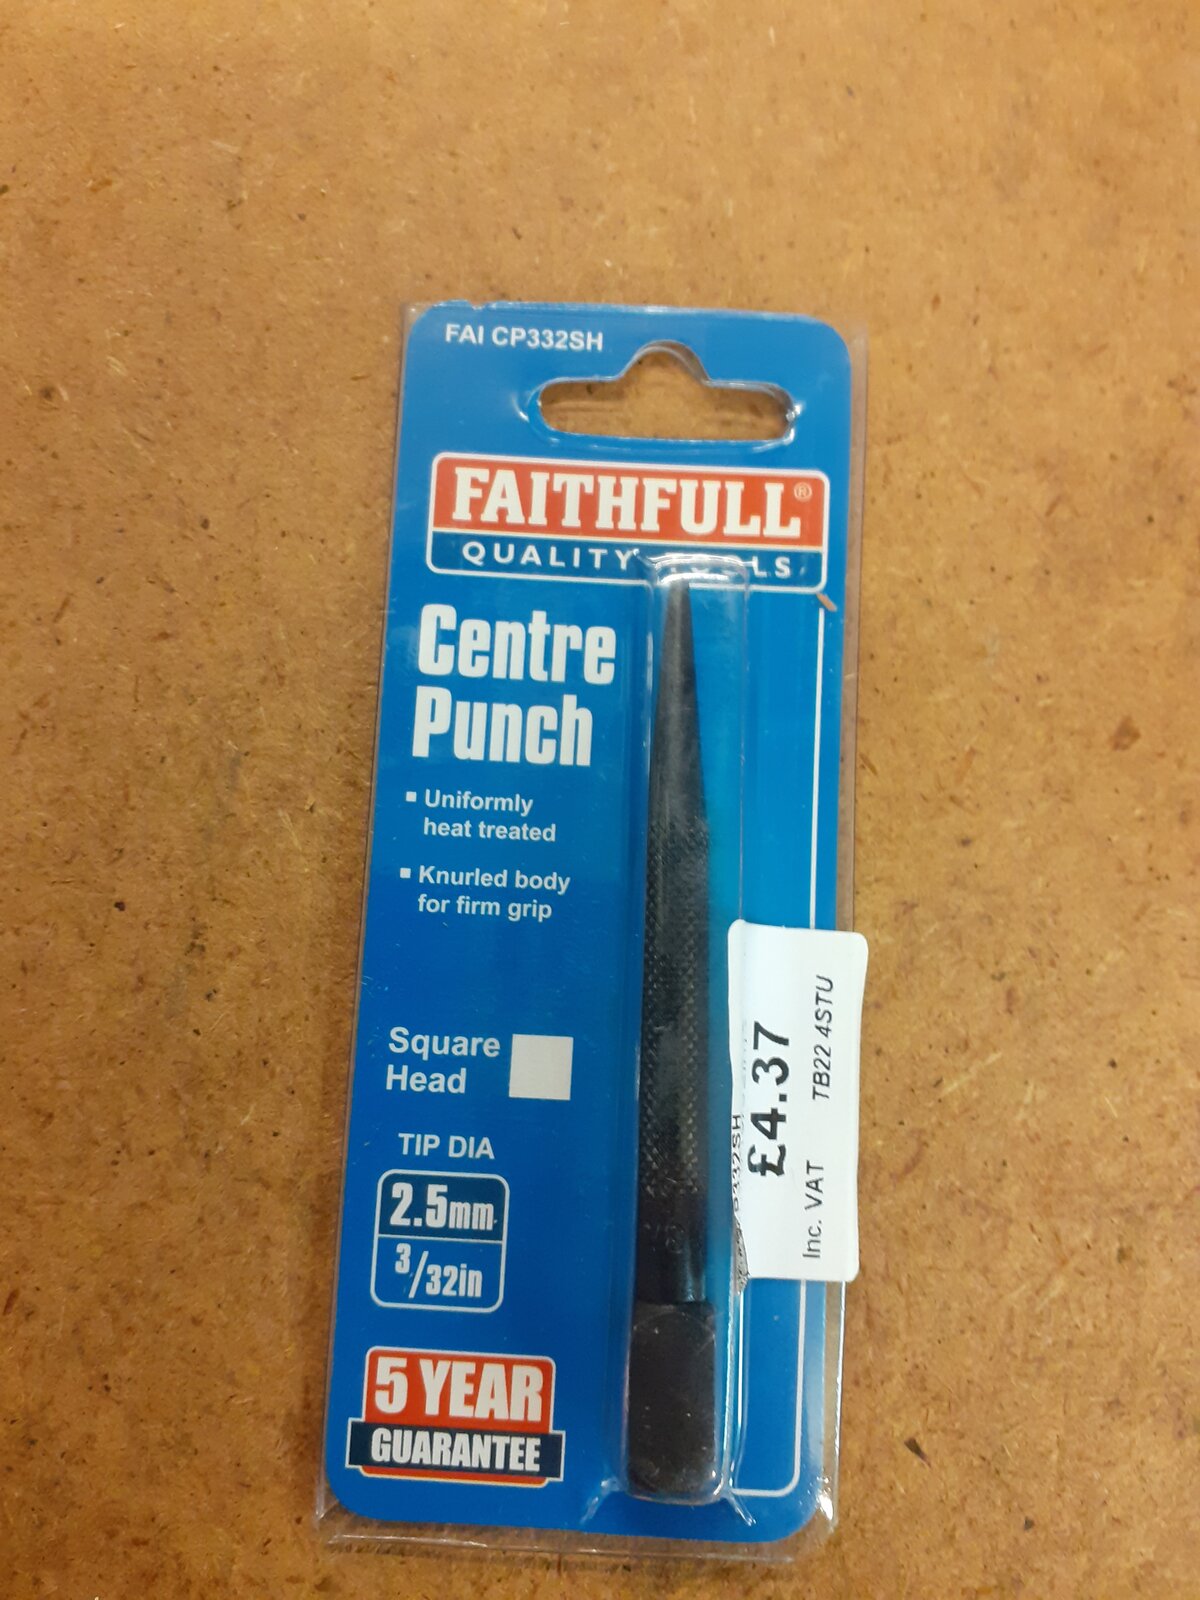 FAI CP332SH
FAITHFULL®
QUALITY TOOLS
Centre
Punch
▪ Uniformly
heat treated
▪ Knurled body
for firm grip
Square
Head
TIP DIA
2.5mm
3/32in
5 YEAR
GUARANTEE
£4.37
Inc. VAT TB22 4STU